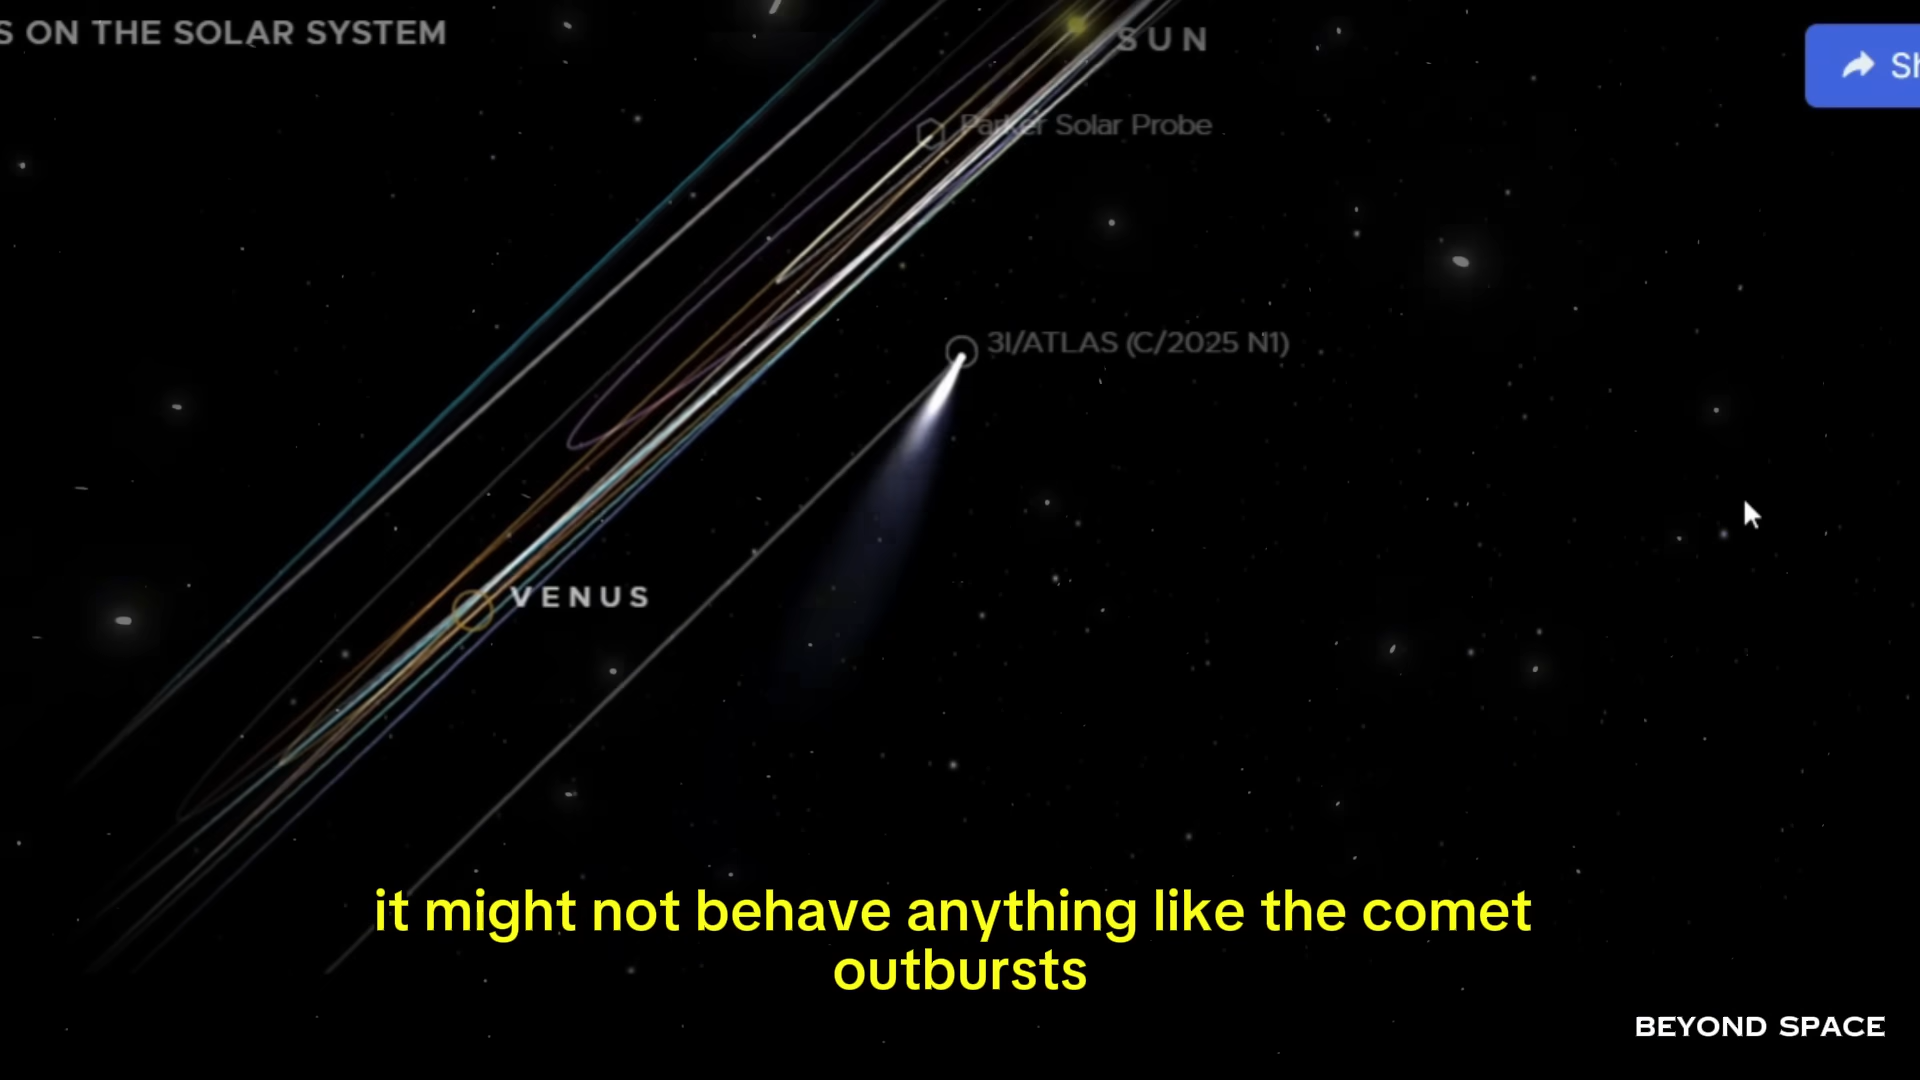 S ON THE SOLAR SYSTEM
SUN
Sh
Parker Solar Probe
3I/ATLAS (C/2025 N1)
VENUS
it might not behave anything like the comet
outbursts
BEYOND SPACE